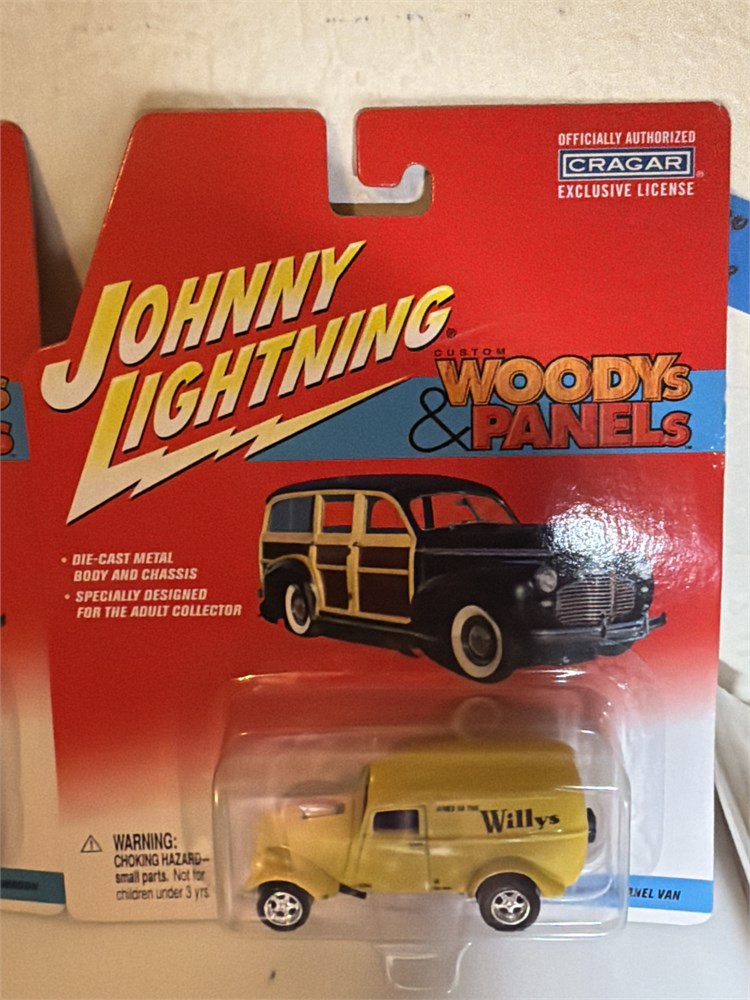 OFFICIALLY AUTHORIZED
CRAGAR®
EXCLUSIVE LICENSE
JOHNNY
LIGHTNING®
CUSTOM
WOODYS
& PANELS
• DIE-CAST METAL
BODY AND CHASSIS
• SPECIALLY DESIGNED
FOR THE ADULT COLLECTOR
Willys
⚠ WARNING:
CHOKING HAZARD—
small parts. Not for
children under 3 yrs.
VAN